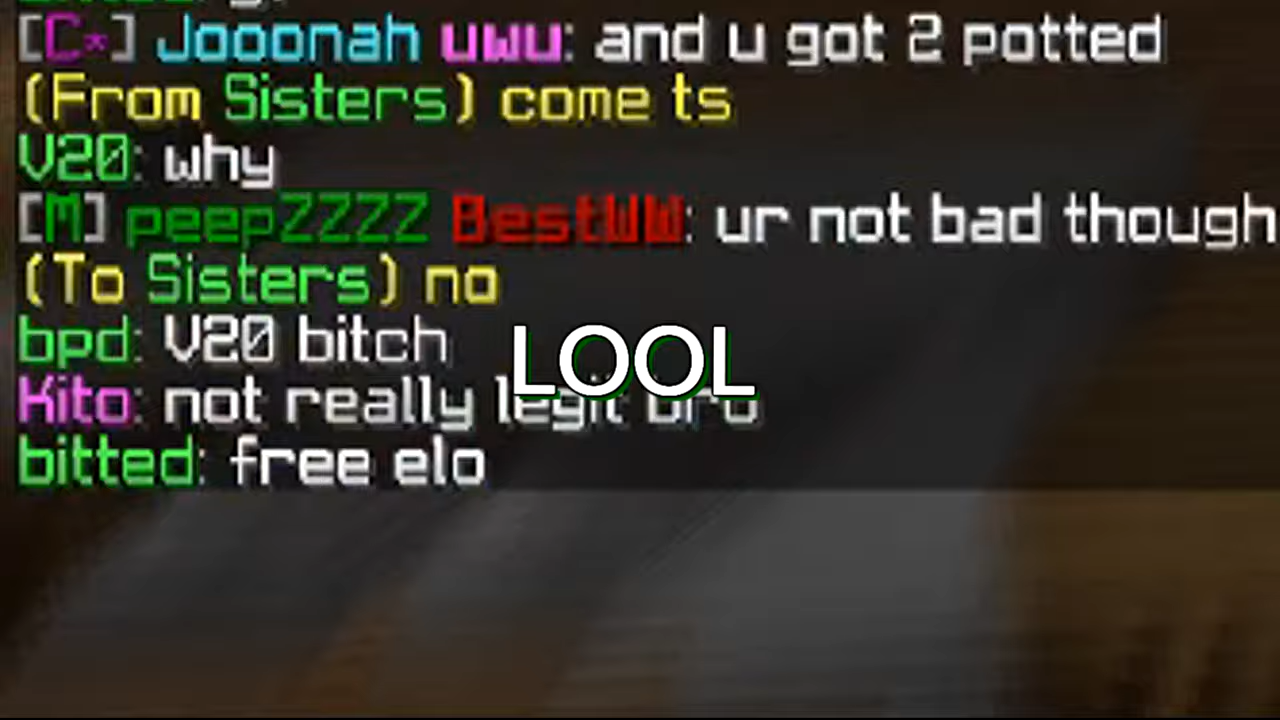 [C*] Jooonah uwu: and u got 2 potted
(From Sisters) come ts
V20: why
[M] peepZZZZ BestWW: ur not bad though
(To Sisters) no
bpd: V20 bitch
LOOL
Kito: not really legit bro
bitted: free elo